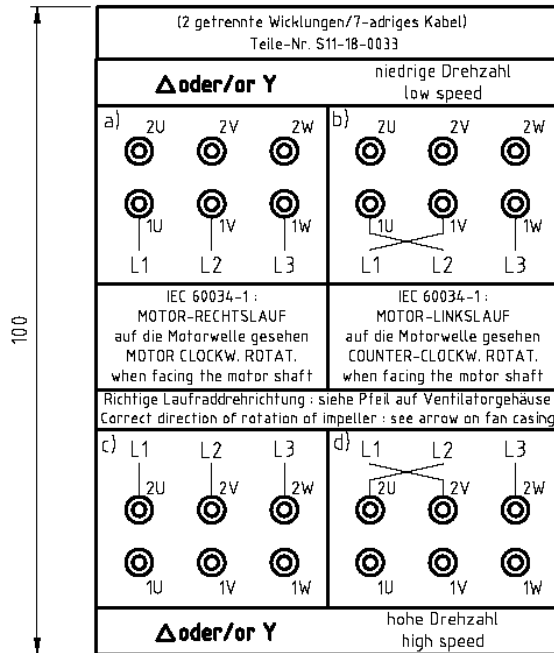 (2 getrennte Wicklungen/7-adriges Kabel)
Teile-Nr. S11-18-0033
Δ oder/or Y
niedrige Drehzahl
low speed
a)
2U 2V 2W
1U 1V 1W
L1 L2 L3
b)
2U 2V 2W
1U 1V 1W
L1 L2 L3
IEC 60034-1 :
MOTOR-RECHTSLAUF
auf die Motorwelle gesehen
MOTOR CLOCKW. ROTAT.
when facing the motor shaft
IEC 60034-1 :
MOTOR-LINKSLAUF
auf die Motorwelle gesehen
COUNTER-CLOCKW. ROTAT.
when facing the motor shaft
Richtige Laufraddrehrichtung : siehe Pfeil auf Ventilatorgehäuse
Correct direction of rotation of impeller : see arrow on fan casing
c)
L1 L2 L3
2U 2V 2W
1U 1V 1W
d)
L1 L2 L3
2U 2V 2W
1U 1V 1W
Δ oder/or Y
hohe Drehzahl
high speed
100